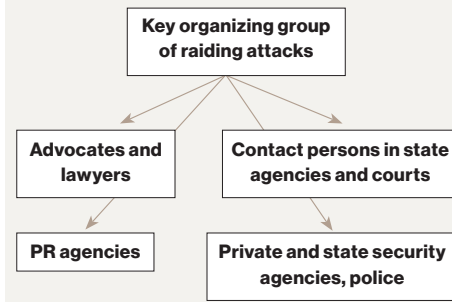 Key organizing group
of raiding attacks
Advocates and
lawyers
Contact persons in state
agencies and courts
PR agencies
Private and state security
agencies, police